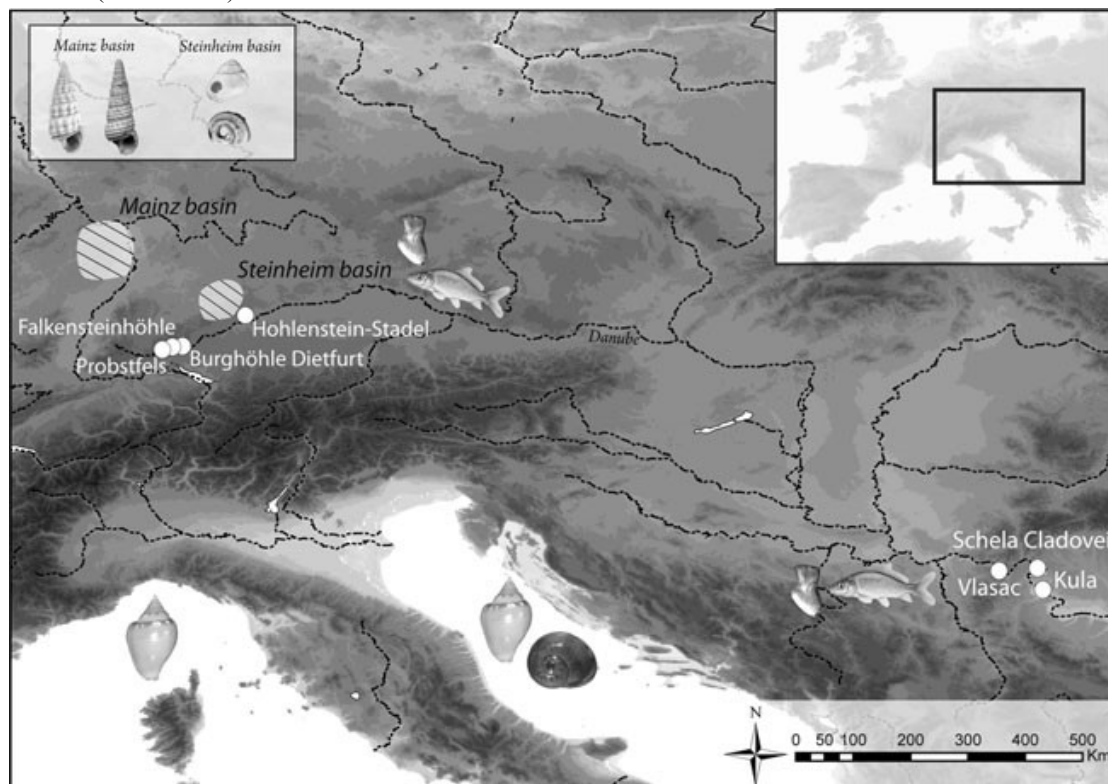 Mainz basin
Steinheim basin
Mainz basin
Steinheim basin
Falkensteinhöhle
Hohlenstein-Stadel
Probstfels
Burghöhle Dietfurt
Danube
Schela Cladovei
Vlasac
Kula
N
0 50 100 200 300 400 500
Km